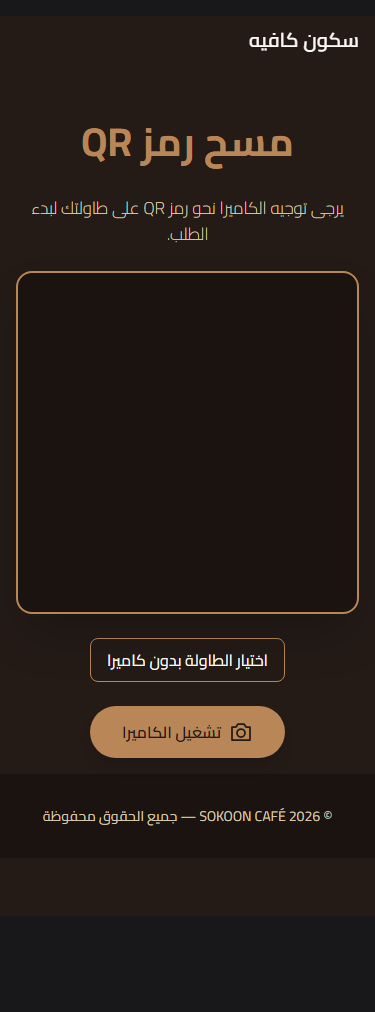 سكون كافيه
مسح رمز QR
يرجى توجيه الكاميرا نحو رمز QR على طاولتك لبدء
الطلب.
اختيار الطاولة بدون كاميرا
تشغيل الكاميرا
© 2026 SOKOON CAFÉ — جميع الحقوق محفوظة